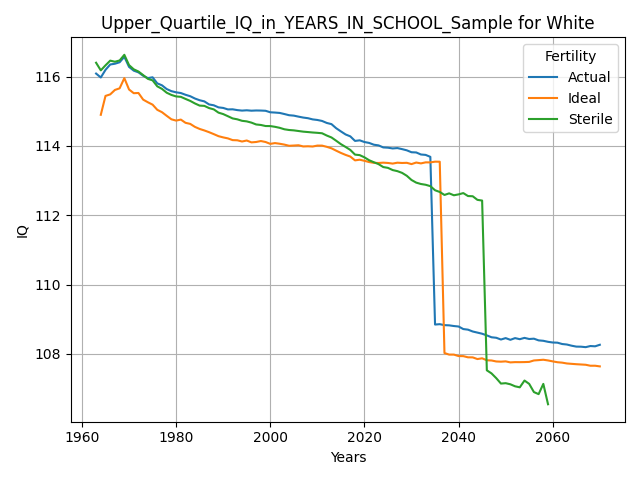 Upper_Quartile_IQ_in_YEARS_IN_SCHOOL_Sample for White
Fertility
Actual
Ideal
Sterile
116
114
112
110
108
IQ
1960
1980
2000
2020
2040
2060
Years